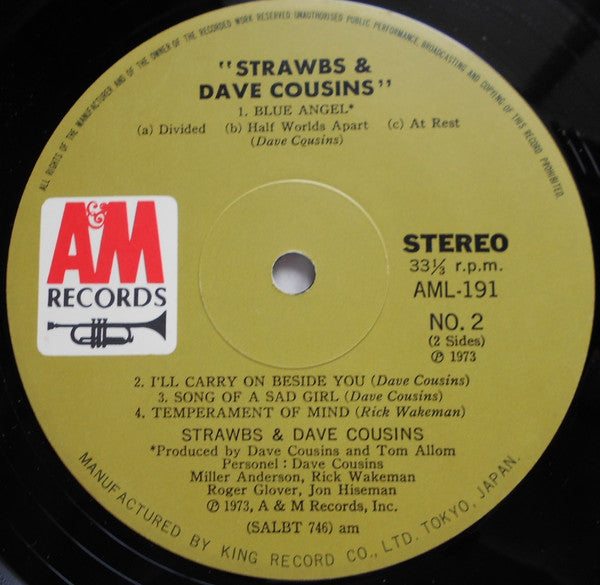 ALL RIGHTS OF THE MANUFACTURER AND OF THE OWNER OF THE RECORDED WORK RESERVED UNAUTHORISED PUBLIC PERFORMANCE, BROADCASTING AND COPYING OF THIS RECORD PROHIBITED.
"STRAWBS &
DAVE COUSINS"
1. BLUE ANGEL*
(a) Divided (b) Half Worlds Apart (c) At Rest
(Dave Cousins)
A&M
RECORDS
STEREO
33⅓ r.p.m.
AML-191
NO. 2
(2 Sides)
℗ 1973
2. I'LL CARRY ON BESIDE YOU (Dave Cousins)
3. SONG OF A SAD GIRL (Dave Cousins)
4. TEMPERAMENT OF MIND (Rick Wakeman)
STRAWBS & DAVE COUSINS
*Produced by Dave Cousins and Tom Allom
Personel : Dave Cousins
Miller Anderson, Rick Wakeman
Roger Glover, Jon Hiseman
℗ 1973, A & M Records, Inc.
(SALBT 746) am
MANUFACTURED BY KING RECORD CO., LTD. TOKYO, JAPAN.